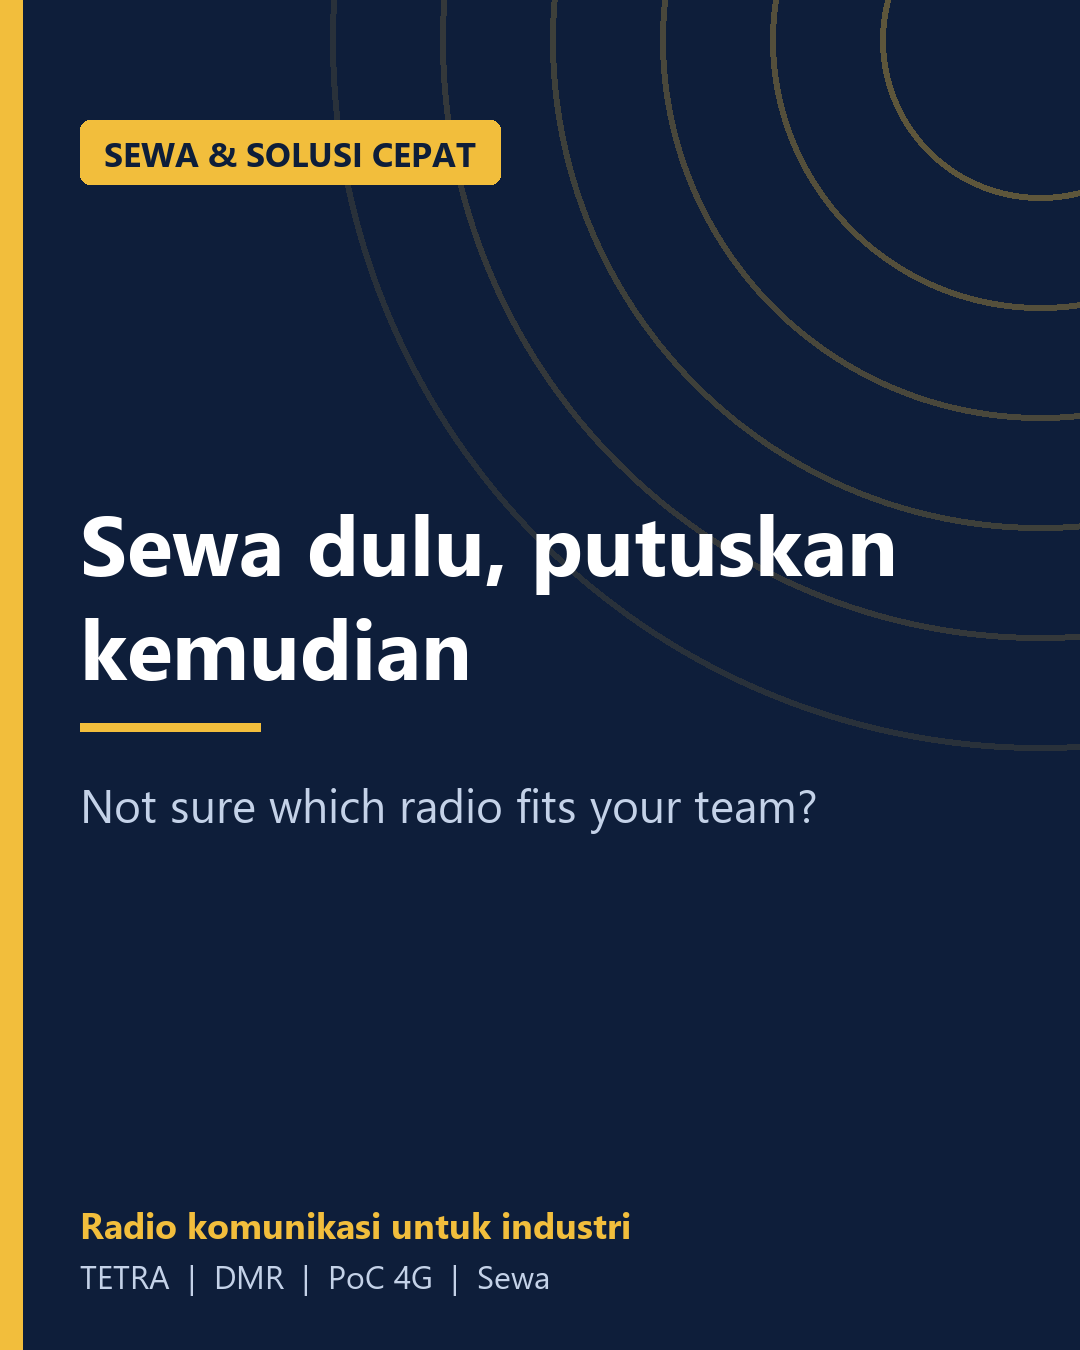 SEWA & SOLUSI CEPAT
Sewa dulu, putuskan
kemudian
Not sure which radio fits your team?
Radio komunikasi untuk industri
TETRA | DMR | PoC 4G | Sewa